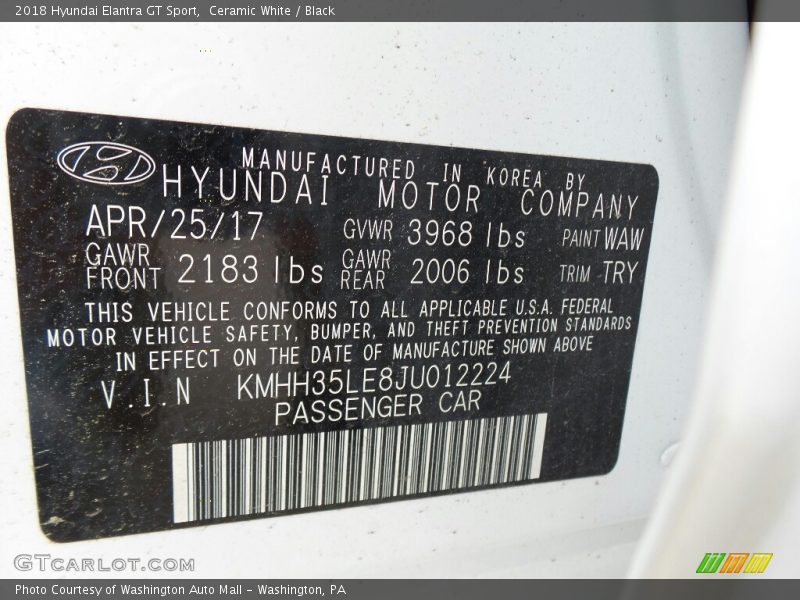 2018 Hyundai Elantra GT Sport,  Ceramic White / Black
MANUFACTURED IN KOREA BY
HYUNDAI MOTOR COMPANY
APR/25/17 GVWR 3968 lbs PAINT WAW
GAWR FRONT 2183 lbs GAWR REAR 2006 lbs TRIM TRY
THIS VEHICLE CONFORMS TO ALL APPLICABLE U.S.A. FEDERAL
MOTOR VEHICLE SAFETY, BUMPER, AND THEFT PREVENTION STANDARDS
IN EFFECT ON THE DATE OF MANUFACTURE SHOWN ABOVE
V.I.N KMHH35LE8JU012224
PASSENGER CAR
GTCARLOT.COM
Photo Courtesy of Washington Auto Mall - Washington, PA